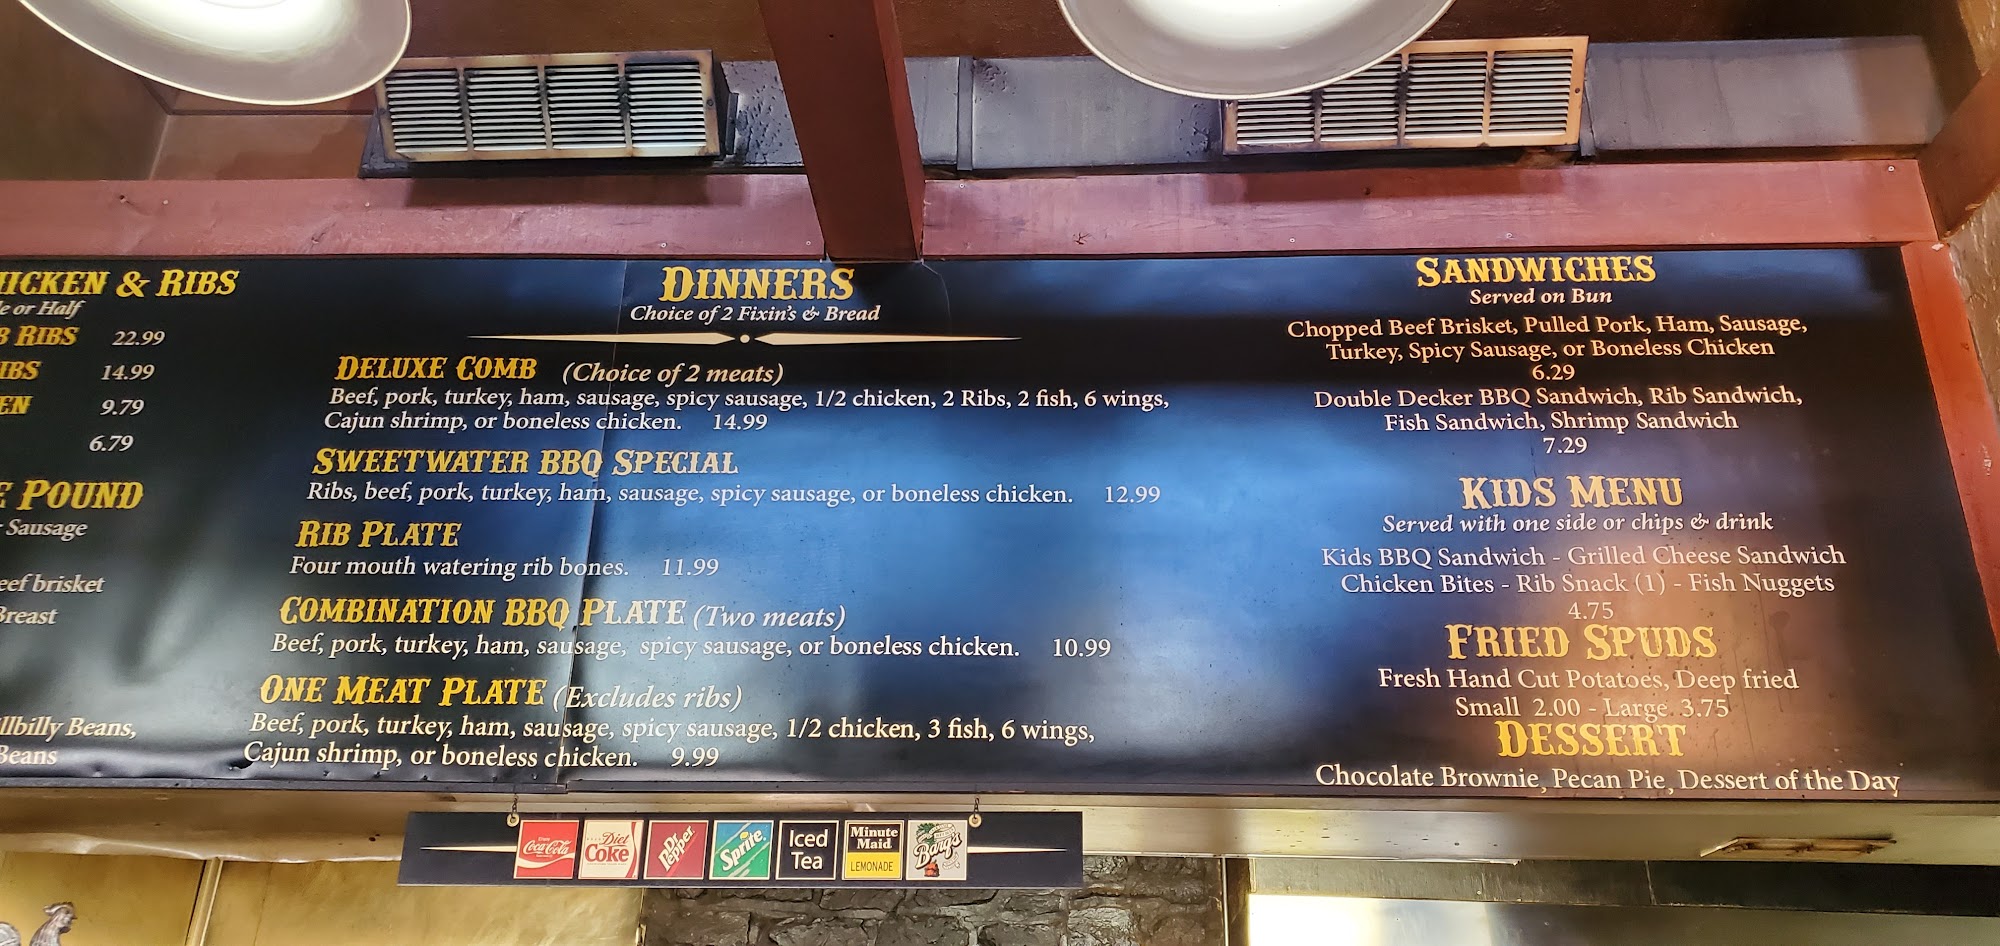 & RIBS
or Half
RIBS 22.99
14.99
9.79
6.79
POUND
Sausage
brisket
Beans,
Beans
DINNERS
Choice of 2 Fixin's & Bread
DELUXE COMB (Choice of 2 meats)
Beef, pork, turkey, ham, sausage, spicy sausage, 1/2 chicken, 2 Ribs, 2 fish, 6 wings,
Cajun shrimp, or boneless chicken. 14.99
SWEETWATER BBQ SPECIAL
Ribs, beef, pork, turkey, ham, sausage, spicy sausage, or boneless chicken. 12.99
RIB PLATE
Four mouth watering rib bones. 11.99
COMBINATION BBQ PLATE (Two meats)
Beef, pork, turkey, ham, sausage, spicy sausage, or boneless chicken. 10.99
ONE MEAT PLATE (Excludes ribs)
Beef, pork, turkey, ham, sausage, spicy sausage, 1/2 chicken, 3 fish, 6 wings,
Cajun shrimp, or boneless chicken. 9.99
SANDWICHES
Served on Bun
Chopped Beef Brisket, Pulled Pork, Ham, Sausage,
Turkey, Spicy Sausage, or Boneless Chicken
6.29
Double Decker BBQ Sandwich, Rib Sandwich,
Fish Sandwich, Shrimp Sandwich
7.29
KIDS MENU
Served with one side or chips & drink
Kids BBQ Sandwich - Grilled Cheese Sandwich
Chicken Bites - Rib Snack (1) - Fish Nuggets
4.75
FRIED SPUDS
Fresh Hand Cut Potatoes, Deep fried
Small 2.00 - Large 3.75
DESSERT
Chocolate Brownie, Pecan Pie, Dessert of the Day
Coca-Cola
Diet
Coke
Dr Pepper
Sprite
Iced
Tea
Minute
Maid
LEMONADE
Barq's